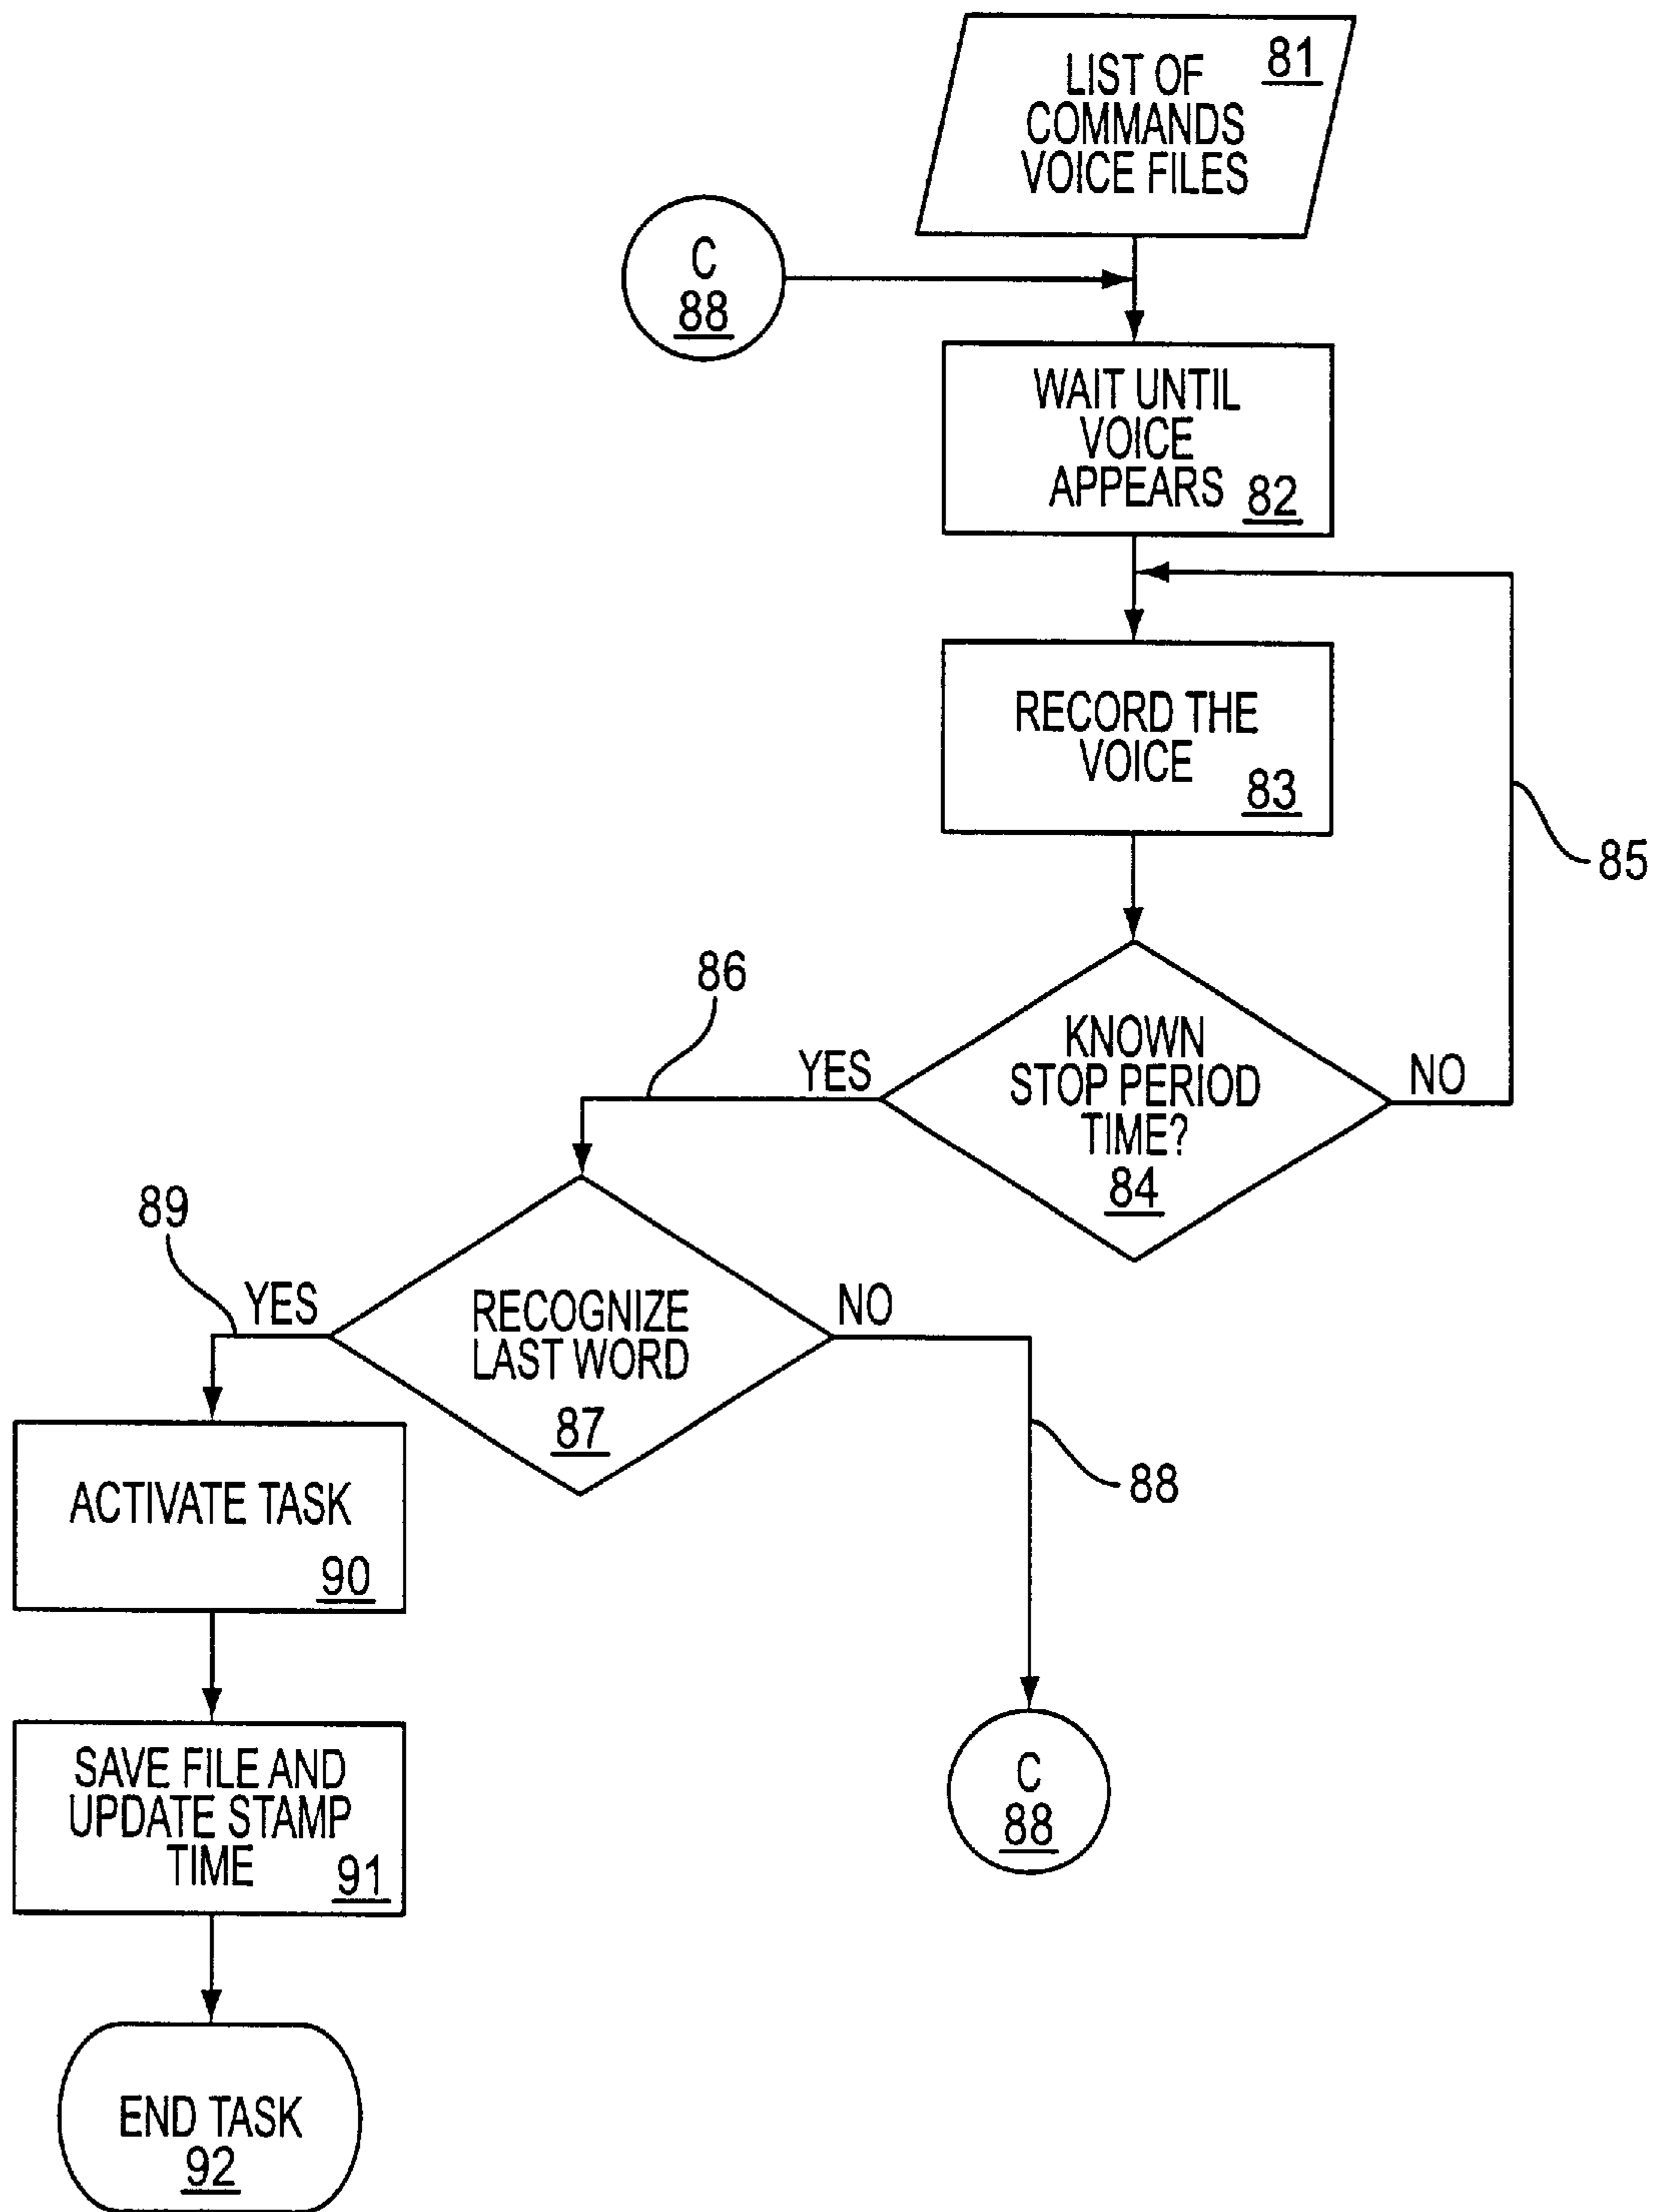 LIST OF
COMMANDS
VOICE FILES
81
C
88
WAIT UNTIL
VOICE
APPEARS
82
RECORD THE
VOICE
83
85
86
KNOWN
STOP PERIOD
TIME?
84
YES
NO
89
RECOGNIZE
LAST WORD
87
YES
NO
88
ACTIVATE TASK
90
C
88
SAVE FILE AND
UPDATE STAMP
TIME
91
END TASK
92